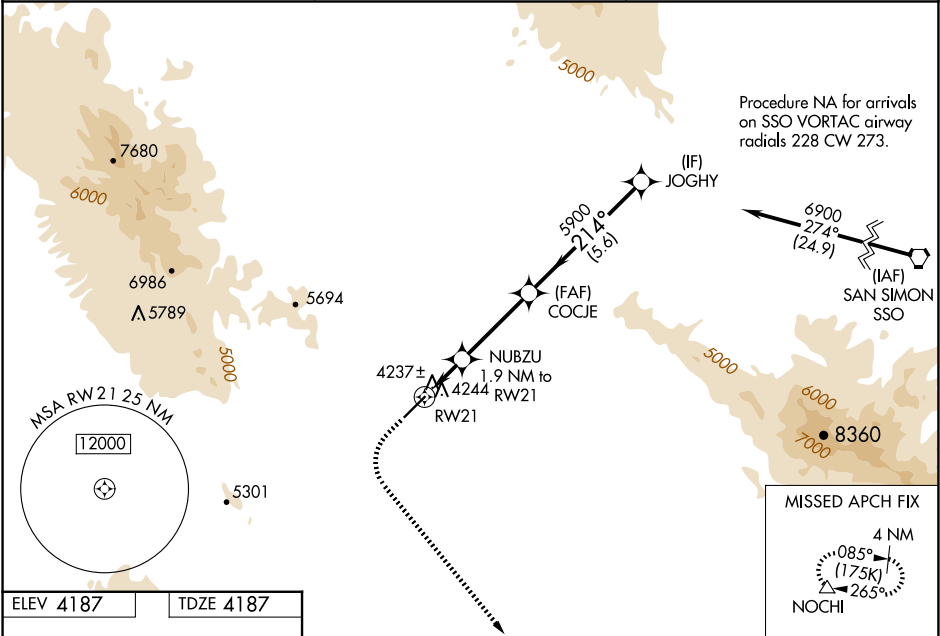 5000
Procedure NA for arrivals
on SSO VORTAC airway
radials 228 CW 273.
7680
6000
(IF)
JOGHY
5900
214°
(5.6)
6900
274°
(24.9)
(IAF)
SAN SIMON
SSO
6986
5789
5694
(FAF)
COCJE
5000
NUBZU
1.9 NM to
RW21
4237±
4244
RW21
5000
6000
7000
8360
MSA RW21 25 NM
12000
5301
MISSED APCH FIX
4 NM
085°
(175K)
265°
NOCHI
ELEV 4187
TDZE 4187